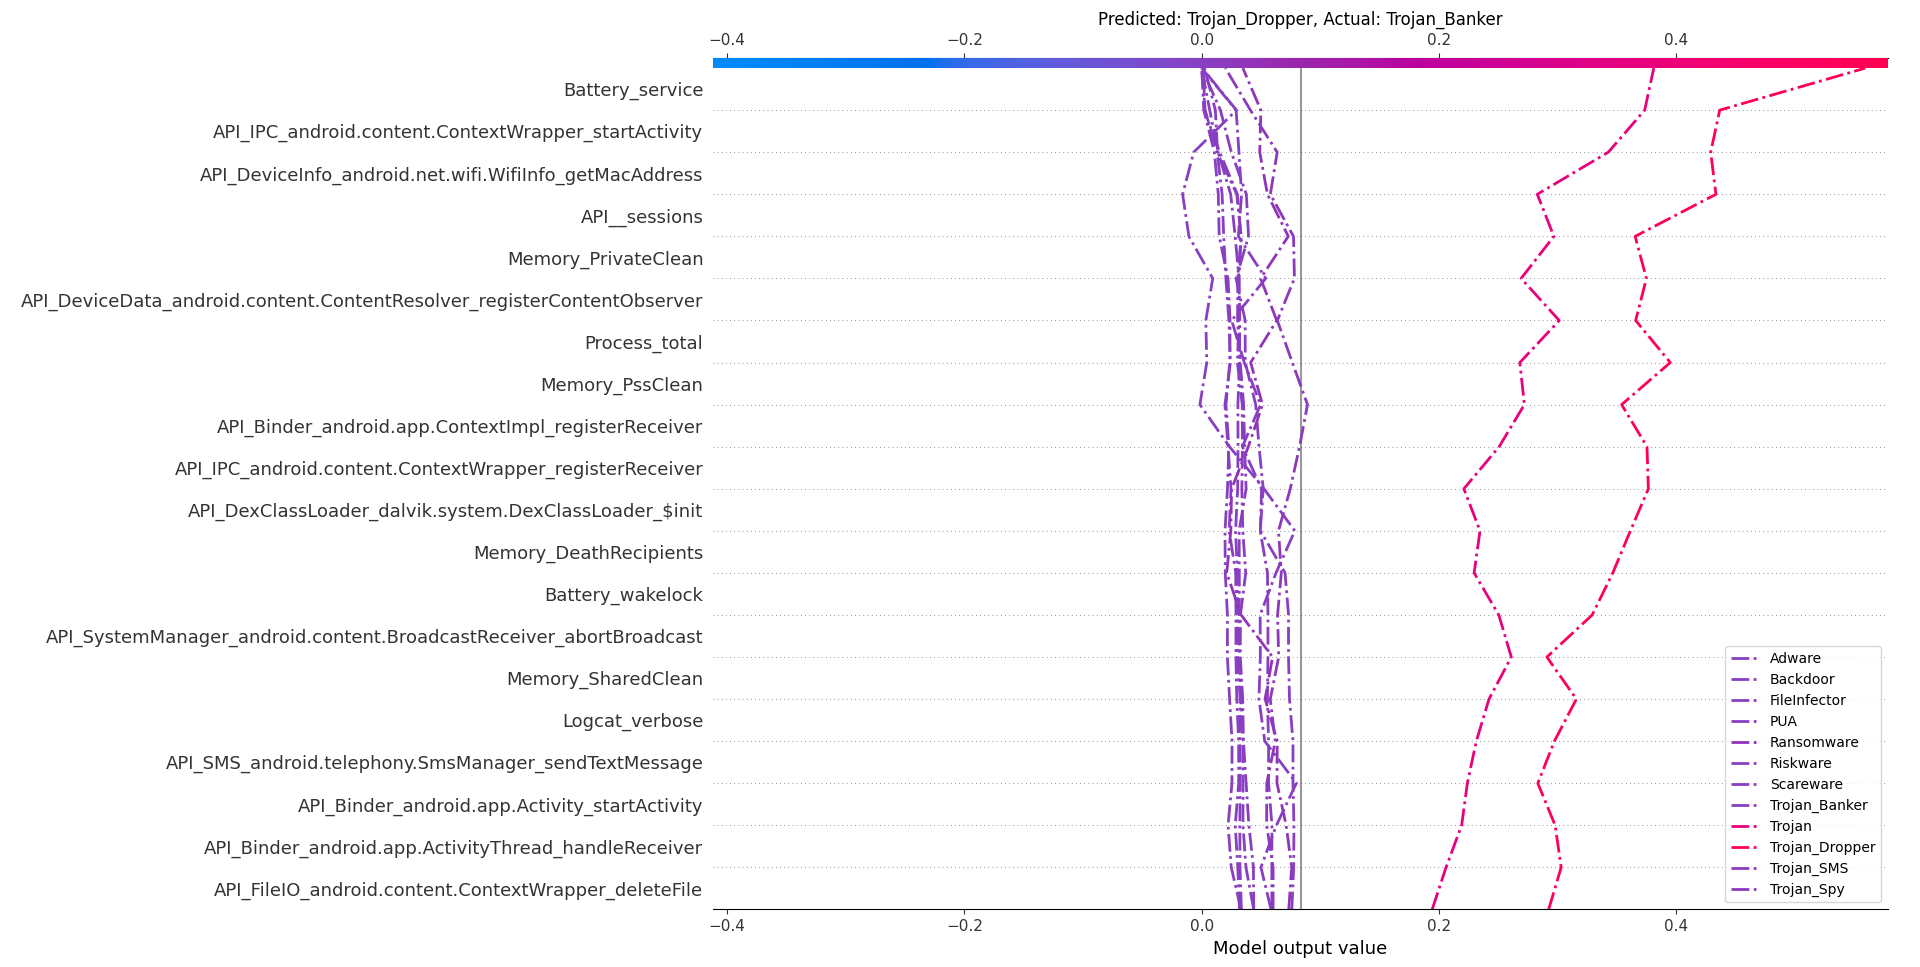 Predicted: Trojan_Dropper, Actual: Trojan_Banker
−0.4 −0.2 0.0 0.2 0.4
Battery_service
API_IPC_android.content.ContextWrapper_startActivity
API_DeviceInfo_android.net.wifi.WifiInfo_getMacAddress
API__sessions
Memory_PrivateClean
API_DeviceData_android.content.ContentResolver_registerContentObserver
Process_total
Memory_PssClean
API_Binder_android.app.ContextImpl_registerReceiver
API_IPC_android.content.ContextWrapper_registerReceiver
API_DexClassLoader_dalvik.system.DexClassLoader_$init
Memory_DeathRecipients
Battery_wakelock
API_SystemManager_android.content.BroadcastReceiver_abortBroadcast
Memory_SharedClean
Logcat_verbose
API_SMS_android.telephony.SmsManager_sendTextMessage
API_Binder_android.app.Activity_startActivity
API_Binder_android.app.ActivityThread_handleReceiver
API_FileIO_android.content.ContextWrapper_deleteFile
Adware
Backdoor
FileInfector
PUA
Ransomware
Riskware
Scareware
Trojan_Banker
Trojan
Trojan_Dropper
Trojan_SMS
Trojan_Spy
−0.4 −0.2 0.0 0.2 0.4
Model output value